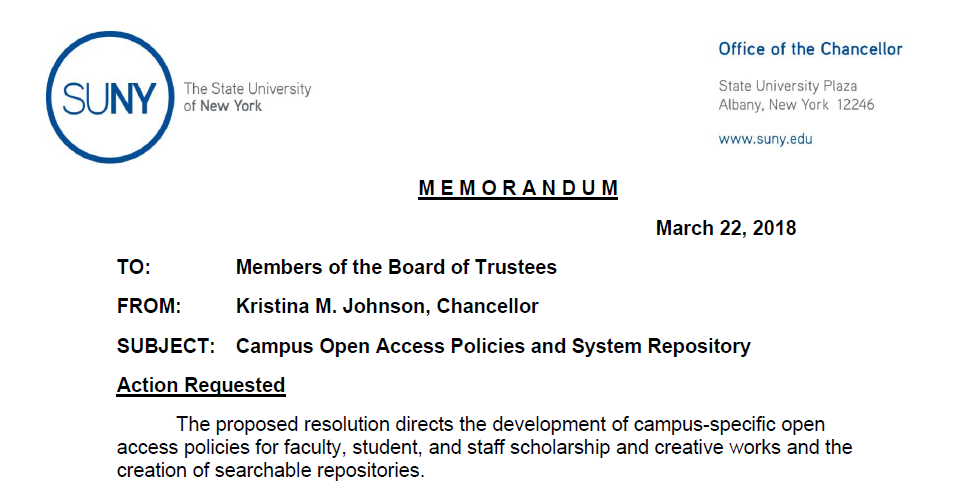 SUNY
The State University
of New York
Office of the Chancellor
State University Plaza
Albany, New York 12246
www.suny.edu
MEMORANDUM
March 22, 2018
TO: Members of the Board of Trustees
FROM: Kristina M. Johnson, Chancellor
SUBJECT: Campus Open Access Policies and System Repository
Action Requested
The proposed resolution directs the development of campus-specific open
access policies for faculty, student, and staff scholarship and creative works and the
creation of searchable repositories.